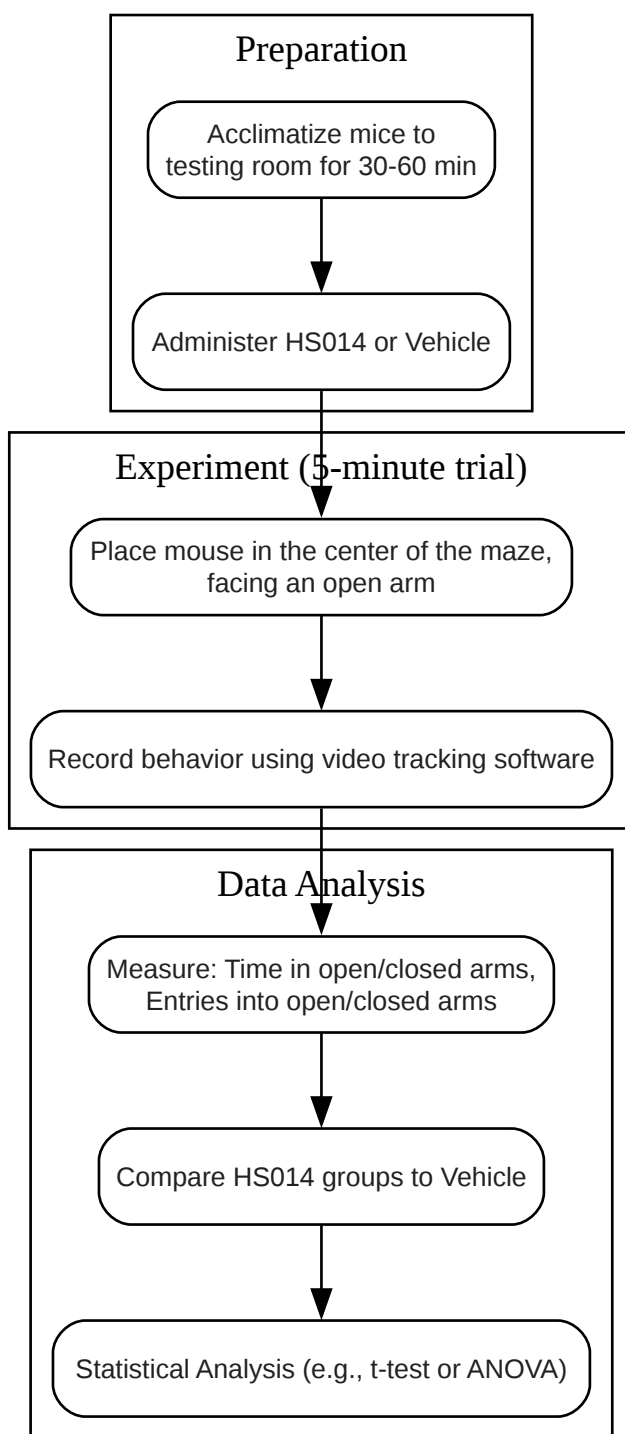 Preparation
Acclimatize mice to
testing room for 30-60 min
Administer HS014 or Vehicle
Experiment (5-minute trial)
Place mouse in the center of the maze,
facing an open arm
Record behavior using video tracking software
Data Analysis
Measure: Time in open/closed arms,
Entries into open/closed arms
Compare HS014 groups to Vehicle
Statistical Analysis (e.g., t-test or ANOVA)